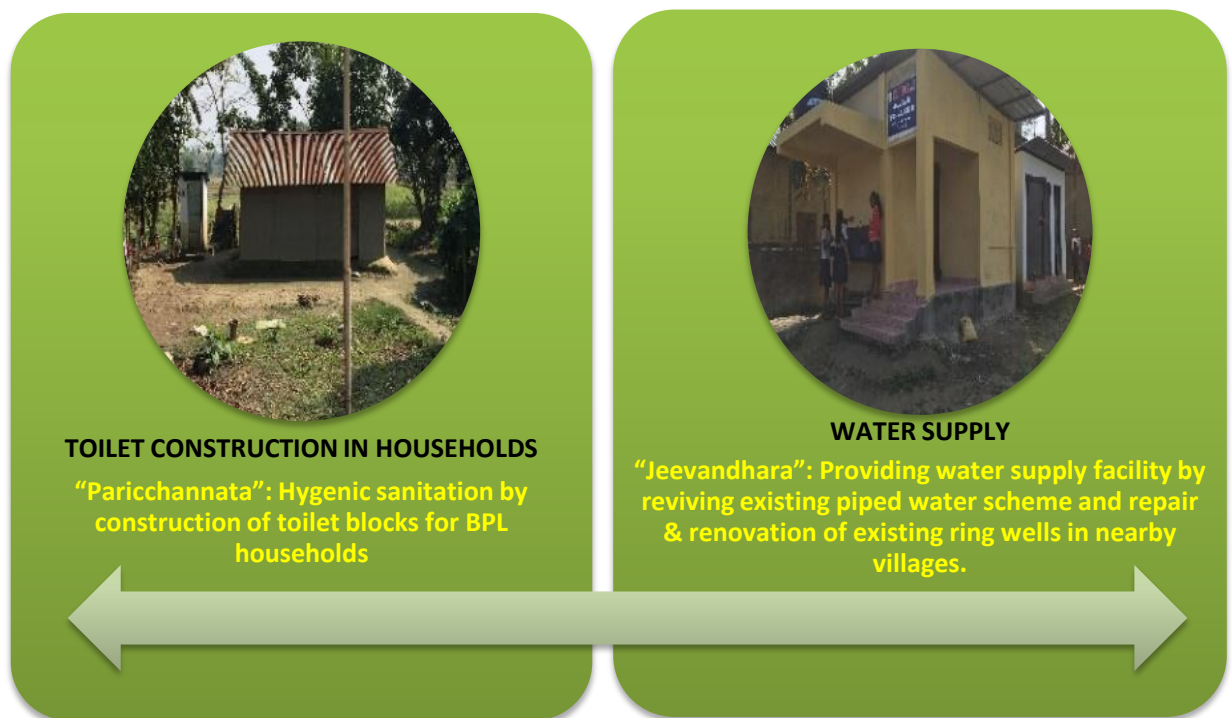 TOILET CONSTRUCTION IN HOUSEHOLDS
“Paricchannata”: Hygenic sanitation by
construction of toilet blocks for BPL
households
WATER SUPPLY
“Jeevandhara”: Providing water supply facility by
reviving existing piped water scheme and repair
& renovation of existing ring wells in nearby
villages.